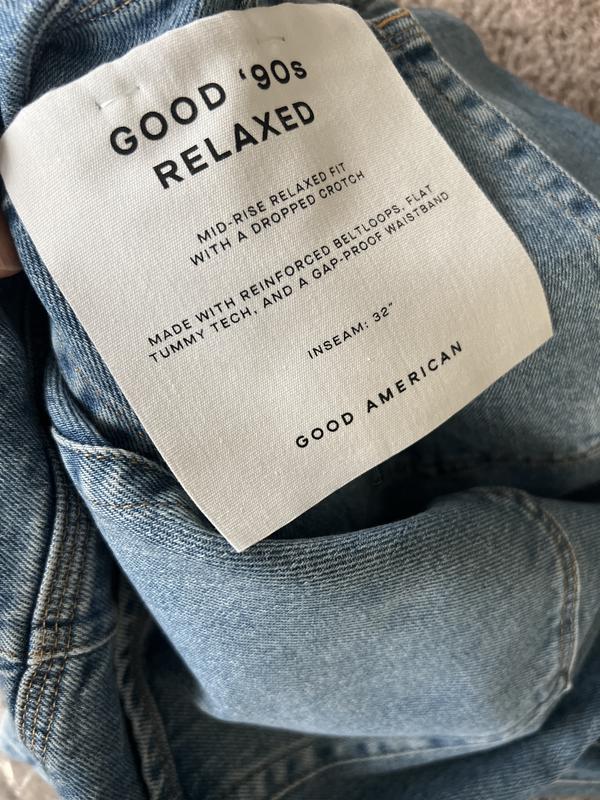 GOOD ‘90s
RELAXED
MID-RISE RELAXED FIT
WITH A DROPPED CROTCH
MADE WITH REINFORCED BELTLOOPS, FLAT
TUMMY TECH, AND A GAP-PROOF WAISTBAND
INSEAM: 32"
GOOD AMERICAN